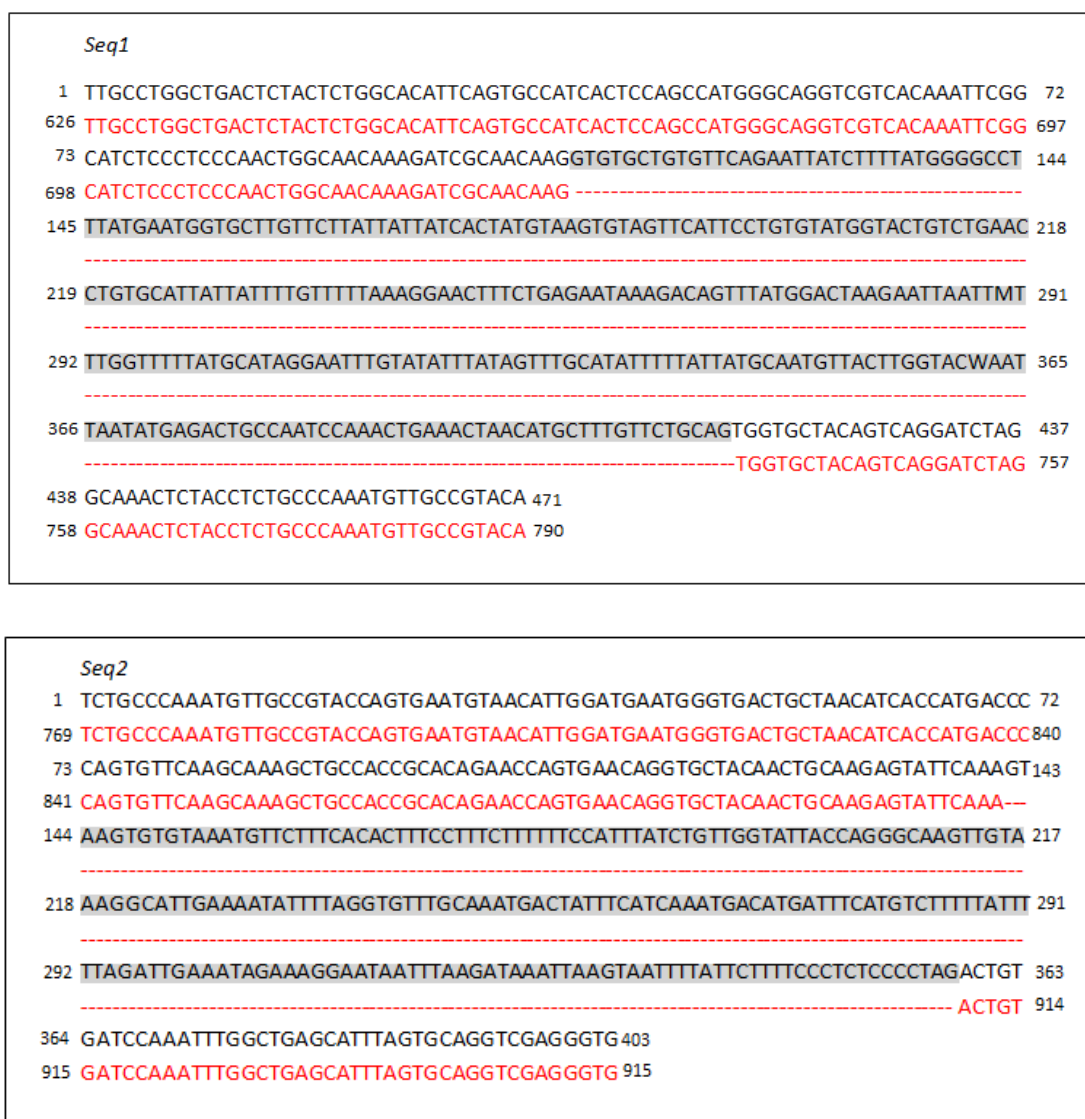 Seq1
1 TTGCCTGGCTGACTCTACTCTGGCACATTCAGTGCCATCACTCCAGCCATGGGCAGGTCGTCACAAATTCGG 72
626 TTGCCTGGCTGACTCTACTCTGGCACATTCAGTGCCATCACTCCAGCCATGGGCAGGTCGTCACAAATTCGG 697
73 CATCTCCCTCCCAACTGGCAACAAAGATCGCAACAAGGTGTGCTGTGTTCAGAATTATCTTTTATGGGGCCT 144
698 CATCTCCCTCCCAACTGGCAACAAAGATCGCAACAAG------------------------------------
145 TTATGAATGGTGCTTGTTCTTATTATTATCACTATGTAAGTGTAGTTCATTCCTGTGTATGGTACTGTCTGAAC 218
--------------------------------------------------------------------------
219 CTGTGCATTATTATTTTGTTTTTAAAGGAACTTTCTGAGAATAAAGACAGTTTATGGACTAAGAATTAATTMT 291
--------------------------------------------------------------------------
292 TTGGTTTTTATGCATAGGAATTTGTATATTTATAGTTTGCATATTTTTATTATGCAATGTTACTTGGTACWAAT 365
--------------------------------------------------------------------------
366 TAATATGAGACTGCCAATCCAAACTGAAACTAACATGCTTTGTTCTGCAGTGGTGCTACAGTCAGGATCTAG 437
--------------------------------------------------TGGTGCTACAGTCAGGATCTAG 757
438 GCAAACTCTACCTCTGCCCAAATGTTGCCGTACA 471
758 GCAAACTCTACCTCTGCCCAAATGTTGCCGTACA 790
Seq2
1 TCTGCCCAAATGTTGCCGTACCAGTGAATGTAACATTGGATGAATGGGTGACTGCTAACATCACCATGACCC 72
769 TCTGCCCAAATGTTGCCGTACCAGTGAATGTAACATTGGATGAATGGGTGACTGCTAACATCACCATGACCC 840
73 CAGTGTTCAAGCAAAGCTGCCACCGCACAGAACCAGTGAACAGGTGCTACAACTGCAAGAGTATTCAAAGT 143
841 CAGTGTTCAAGCAAAGCTGCCACCGCACAGAACCAGTGAACAGGTGCTACAACTGCAAGAGTATTCAAA---
144 AAGTGTGTAAATGTTCTTTCACACTTTCCTTTCTTTTTTCCATTTATCTGTTGGTATTACCAGGGCAAGTTGTA 217
--------------------------------------------------------------------------
218 AAGGCATTGAAAATATTTTAGGTGTTTGCAAATGACTATTTCATCAAATGACATGATTTCATGTCTTTTTATTT 291
--------------------------------------------------------------------------
292 TTAGATTGAAATAGAAAGGAATAATTTAAGATAAATTAAGTAATTTTATTCTTTTCCCTCTCCCCTAGACTGT 363
-------------------------------------------------------------------- ACTGT 914
364 GATCCAAATTTGGCTGAGCATTTAGTGCAGGTCGAGGGTG 403
915 GATCCAAATTTGGCTGAGCATTTAGTGCAGGTCGAGGGTG 915